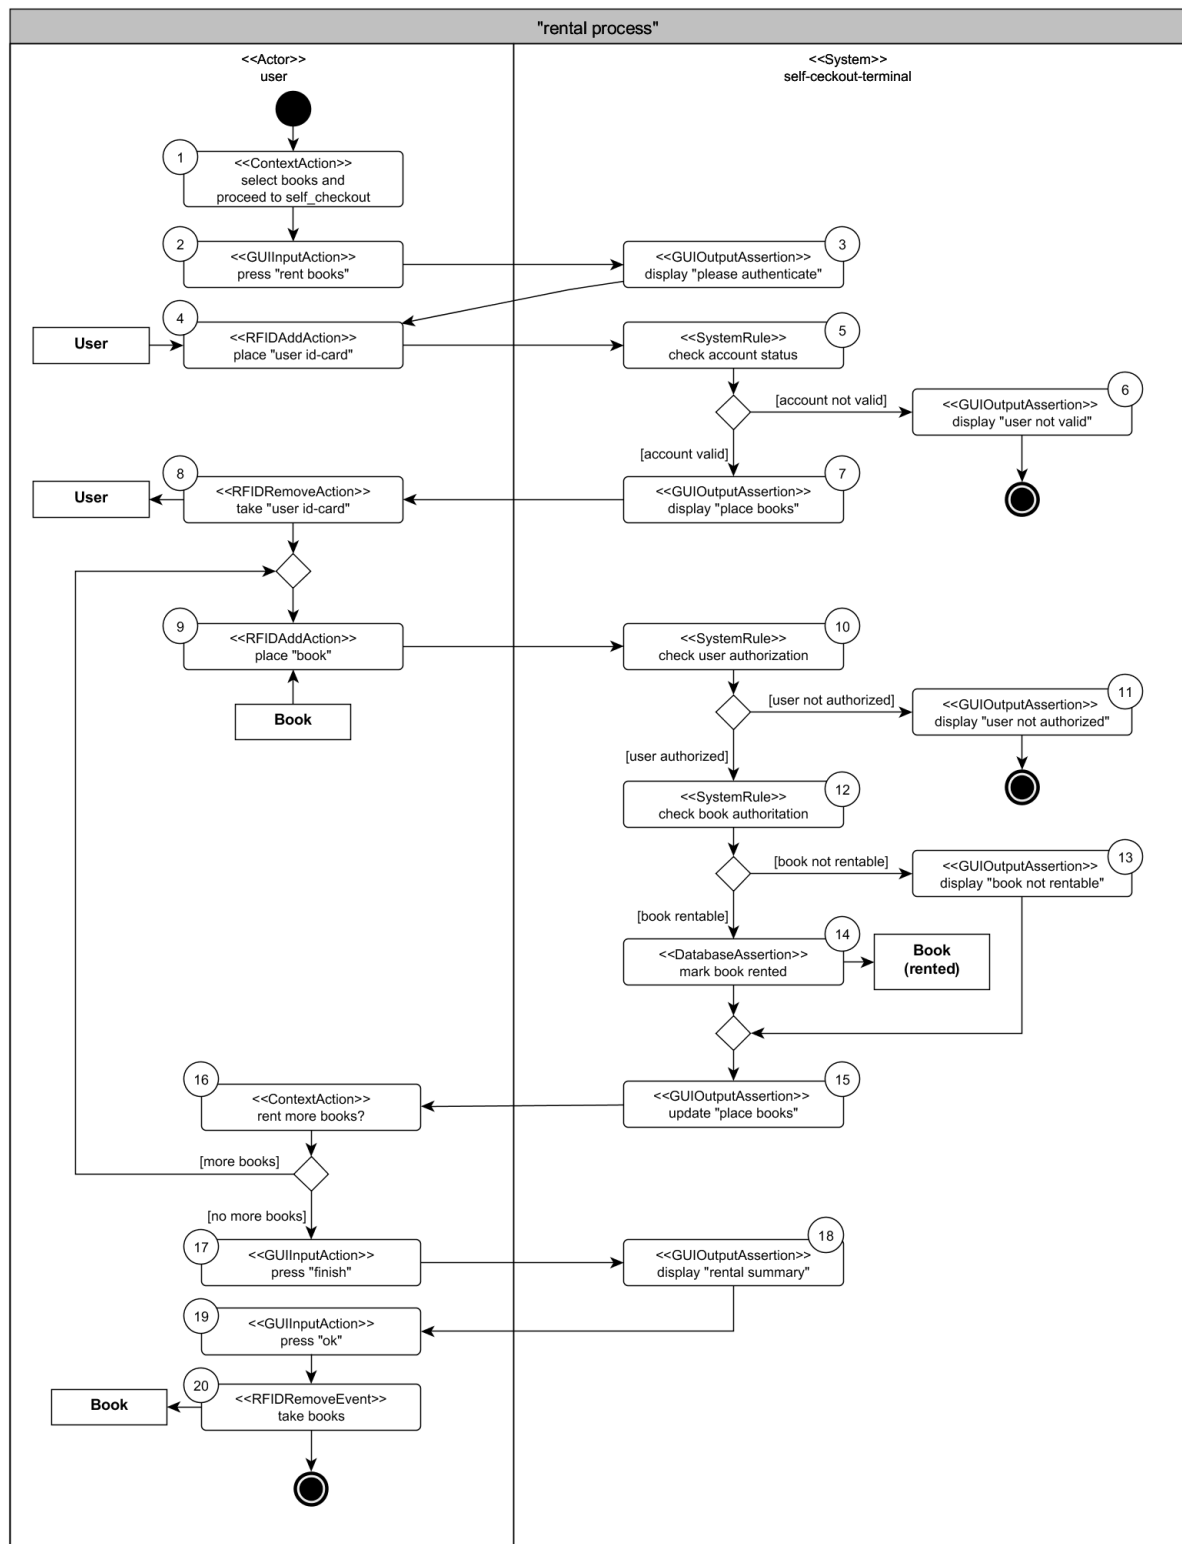 "rental process"
<<Actor>>
user
<<System>>
self-ceckout-terminal
1
<<ContextAction>>
select books and
proceed to self_checkout
2
<<GUIInputAction>>
press "rent books"
3
<<GUIOutputAssertion>>
display "please authenticate"
User
4
<<RFIDAddAction>>
place "user id-card"
5
<<SystemRule>>
check account status
[account not valid]
6
<<GUIOutputAssertion>>
display "user not valid"
[account valid]
7
<<GUIOutputAssertion>>
display "place books"
8
<<RFIDRemoveAction>>
take "user id-card"
User
9
<<RFIDAddAction>>
place "book"
Book
10
<<SystemRule>>
check user authorization
[user not authorized]
11
<<GUIOutputAssertion>>
display "user not authorized"
[user authorized]
12
<<SystemRule>>
check book authoritation
[book not rentable]
13
<<GUIOutputAssertion>>
display "book not rentable"
[book rentable]
14
<<DatabaseAssertion>>
mark book rented
Book
(rented)
15
<<GUIOutputAssertion>>
update "place books"
16
<<ContextAction>>
rent more books?
[more books]
[no more books]
17
<<GUIInputAction>>
press "finish"
18
<<GUIOutputAssertion>>
display "rental summary"
19
<<GUIInputAction>>
press "ok"
20
<<RFIDRemoveEvent>>
take books
Book